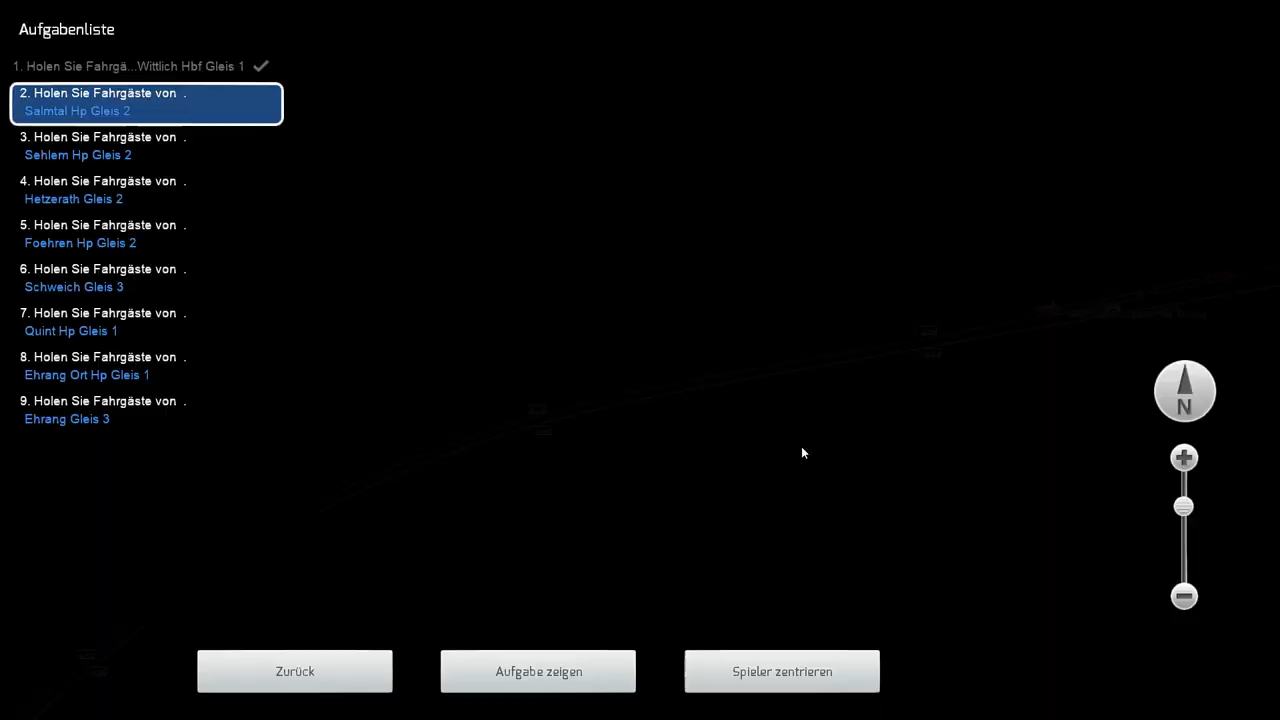 Aufgabenliste
1. Holen Sie Fahrgä...Wittlich Hbf Gleis 1
2. Holen Sie Fahrgäste von .
Salmtal Hp Gleis 2
3. Holen Sie Fahrgäste von .
Sehlem Hp Gleis 2
4. Holen Sie Fahrgäste von .
Hetzerath Gleis 2
5. Holen Sie Fahrgäste von .
Foehren Hp Gleis 2
6. Holen Sie Fahrgäste von .
Schweich Gleis 3
7. Holen Sie Fahrgäste von .
Quint Hp Gleis 1
8. Holen Sie Fahrgäste von .
Ehrang Ort Hp Gleis 1
9. Holen Sie Fahrgäste von .
Ehrang Gleis 3
N
Zurück
Aufgabe zeigen
Spieler zentrieren